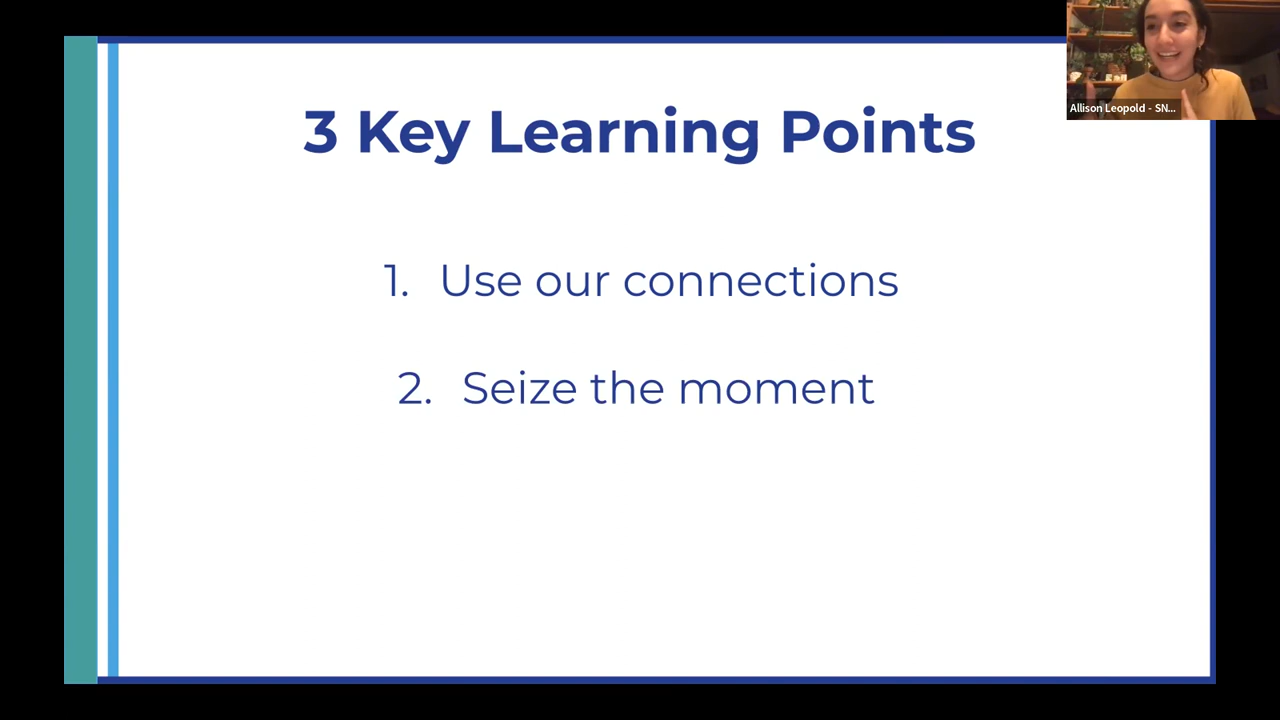 3 Key Learning Points
1. Use our connections
2. Seize the moment
Allison Leopold - SN...